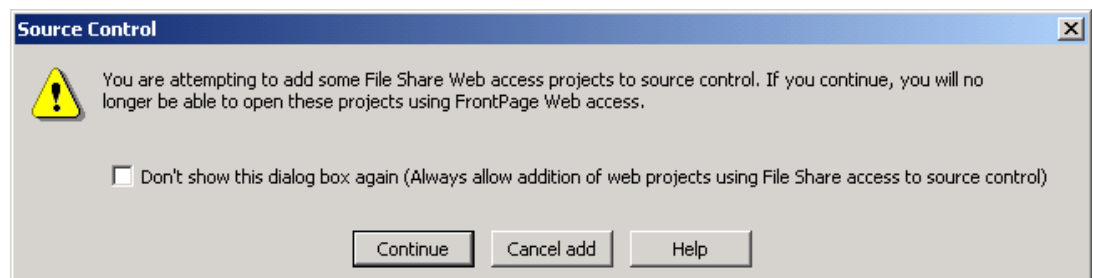 Source Control
You are attempting to add some File Share Web access projects to source control. If you continue, you will no
longer be able to open these projects using FrontPage Web access.
Don't show this dialog box again (Always allow addition of web projects using File Share access to source control)
Continue Cancel add Help